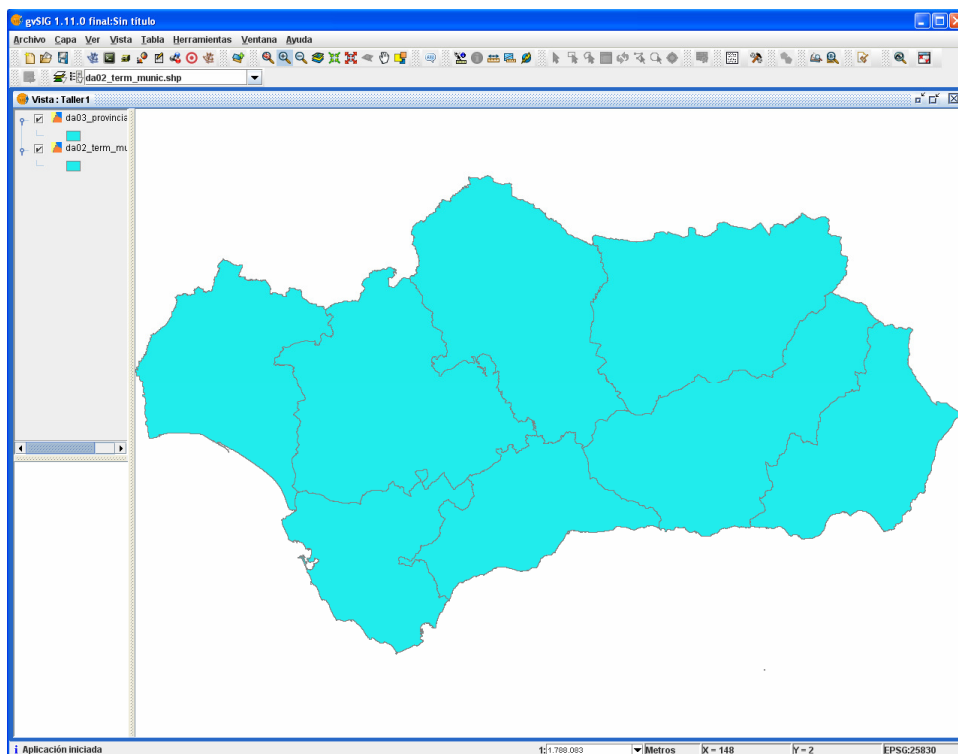 gvSIG 1.11.0 final:Sin título
Archivo Capa Ver Vista Tabla Herramientas Ventana Ayuda
da02_term_munic.shp
Vista : Taller1
da03_provincia
da02_term_mu
Aplicación iniciada 1: 1.788.083 Metros X = 148 Y = 2 EPSG:25830